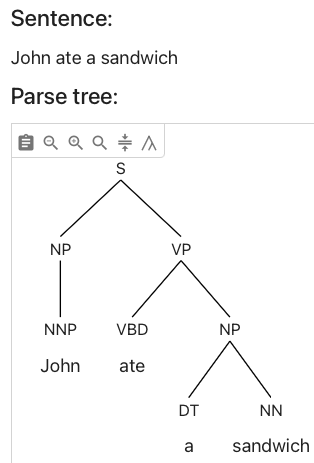 Sentence:
John ate a sandwich
Parse tree:
S
NP VP
NNP VBD NP
John ate
DT NN
a sandwich